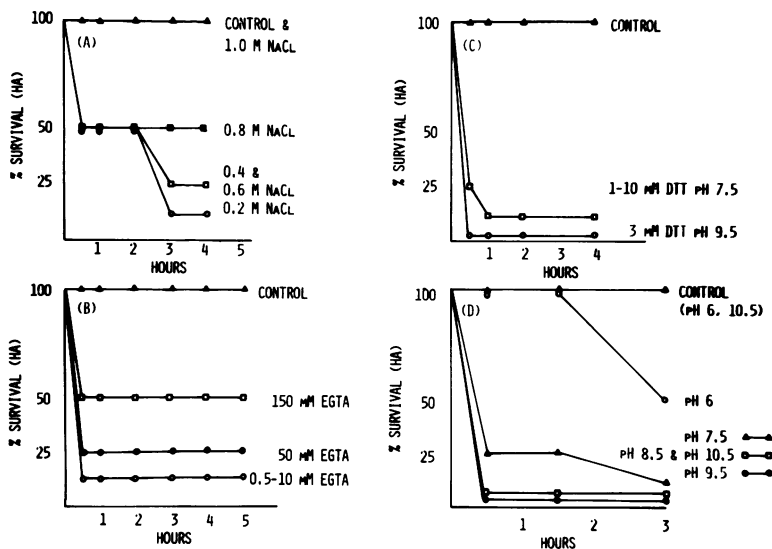 100
50
25
% SURVIVAL (HA)
(A)
CONTROL &
1.0 M NaCl
0.8 M NaCl
0.4 &
0.6 M NaCl
0.2 M NaCl
1 2 3 4 5
HOURS
100
50
25
% SURVIVAL (HA)
(B)
CONTROL
150 mM EGTA
50 mM EGTA
0.5-10 mM EGTA
1 2 3 4 5
HOURS
100
50
25
% SURVIVAL (HA)
(C)
CONTROL
1-10 mM DTT pH 7.5
3 mM DTT pH 9.5
1 2 3 4
HOURS
100
50
25
% SURVIVAL (HA)
(D)
CONTROL
(pH 6, 10.5)
pH 6
pH 7.5
pH 8.5 & pH 10.5
pH 9.5
1 2 3
HOURS